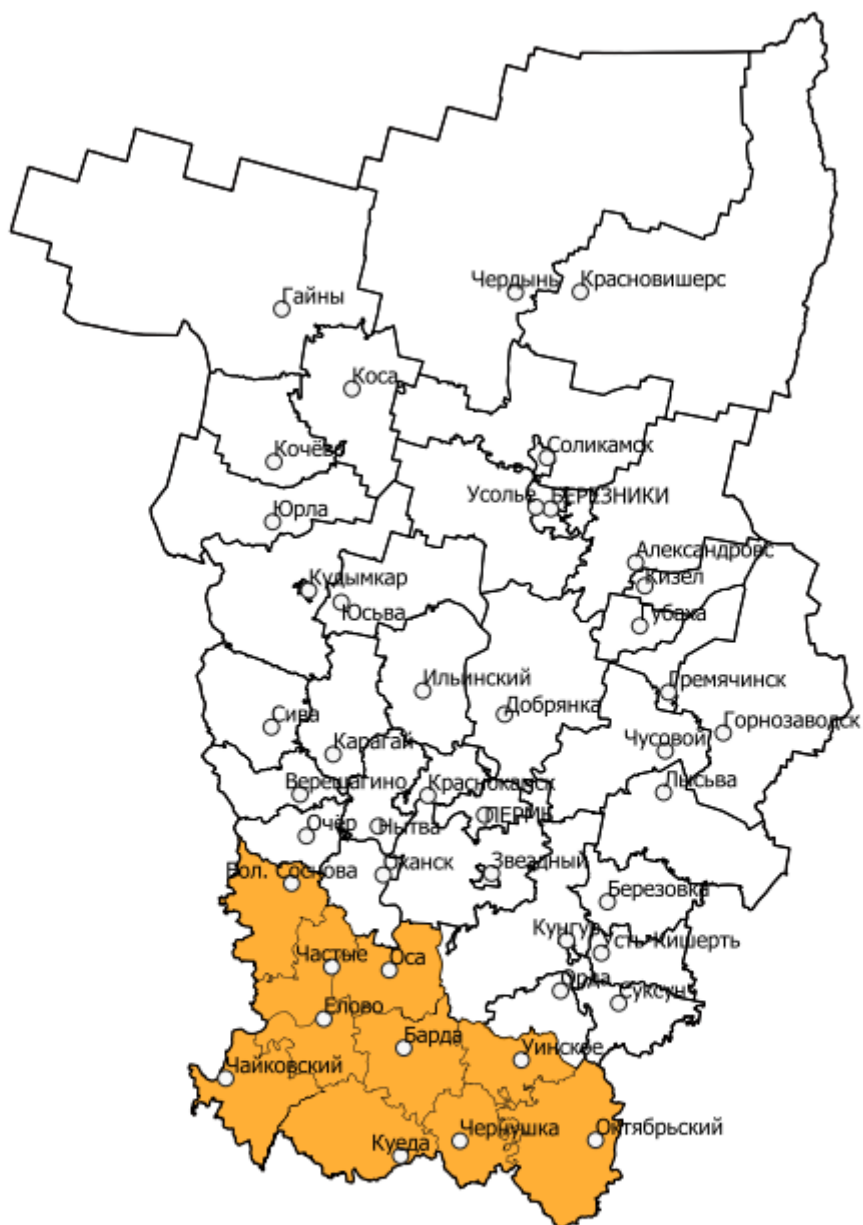 Чердынь
Красновишерс
Гайны
Коса
Соликамск
Кочёво
Усолье
БЕРЕЗНИКИ
Юрла
Александровс
Кизел
Кудымкар
Юсьва
Губаха
Ильинский
Гремячинск
Добрянка
Сива
Горнозаводск
Чусовой
Карагай
Верещагино
Краснокамск
Лысьва
ПЕРМЬ
Нытва
Очёр
Оханск
Звездный
Бол. Соснова
Березовка
Кунгур
Усть-Кишерть
Частые
Оса
Орда
Суксун
Елово
Барда
Уинское
Чайковский
Октябрьский
Чернушка
Куеда